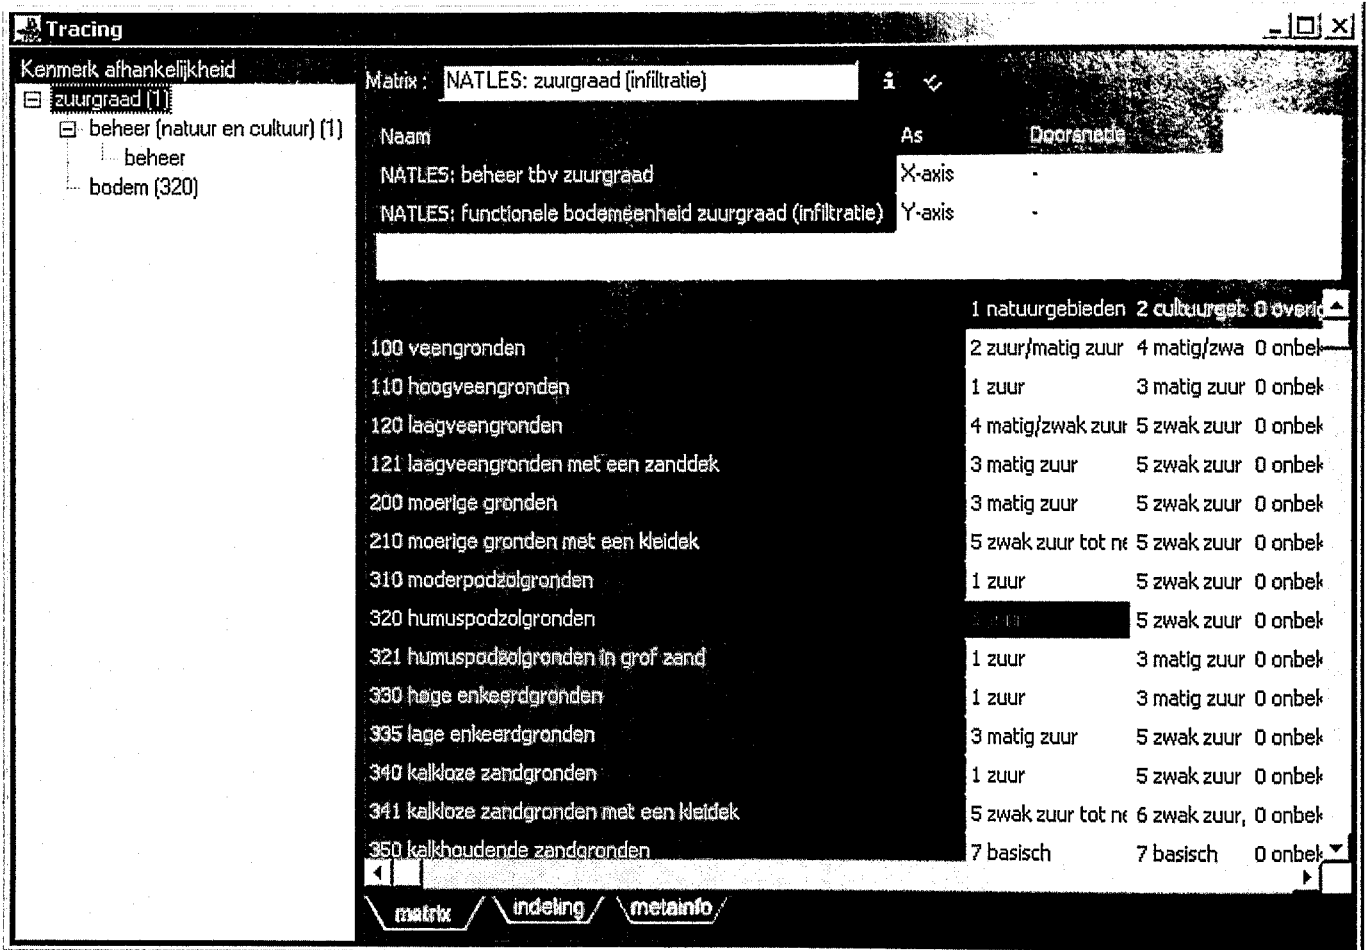 Tracing
Kenmerk afhankelijkheid
zuurgraad (1)
beheer (natuur en cultuur) (1)
beheer
bodem (320)
Matrix : NATLES: zuurgraad (infiltratie)
Naam As Doorsnede
NATLES: beheer tbv zuurgraad X-axis -
NATLES: functionele bodemeenheid zuurgraad (infiltratie) Y-axis -
1 natuurgebieden 2 cultuurgeb 0 overig
100 veengronden 2 zuur/matig zuur 4 matig/zwa 0 onbek
110 hoogveengronden 1 zuur 3 matig zuur 0 onbek
120 laagveengronden 4 matig/zwak zuur 5 zwak zuur 0 onbek
121 laagveengronden met een zanddek 3 matig zuur 5 zwak zuur 0 onbek
200 moerige gronden 3 matig zuur 5 zwak zuur 0 onbek
210 moerige gronden met een kleidek 5 zwak zuur tot ne 5 zwak zuur 0 onbek
310 moderpodzolgronden 1 zuur 5 zwak zuur 0 onbek
320 humuspodzolgronden 5 zwak zuur 0 onbek
321 humuspodzolgronden in grof zand 1 zuur 3 matig zuur 0 onbek
330 hoge enkeerdgronden 1 zuur 3 matig zuur 0 onbek
335 lage enkeerdgronden 3 matig zuur 5 zwak zuur 0 onbek
340 kalkloze zandgronden 1 zuur 5 zwak zuur 0 onbek
341 kalkloze zandgronden met een kleidek 5 zwak zuur tot ne 6 zwak zuur, 0 onbek
350 kalkhoudende zandgronden 7 basisch 7 basisch 0 onbek
matrix indeling metainfo